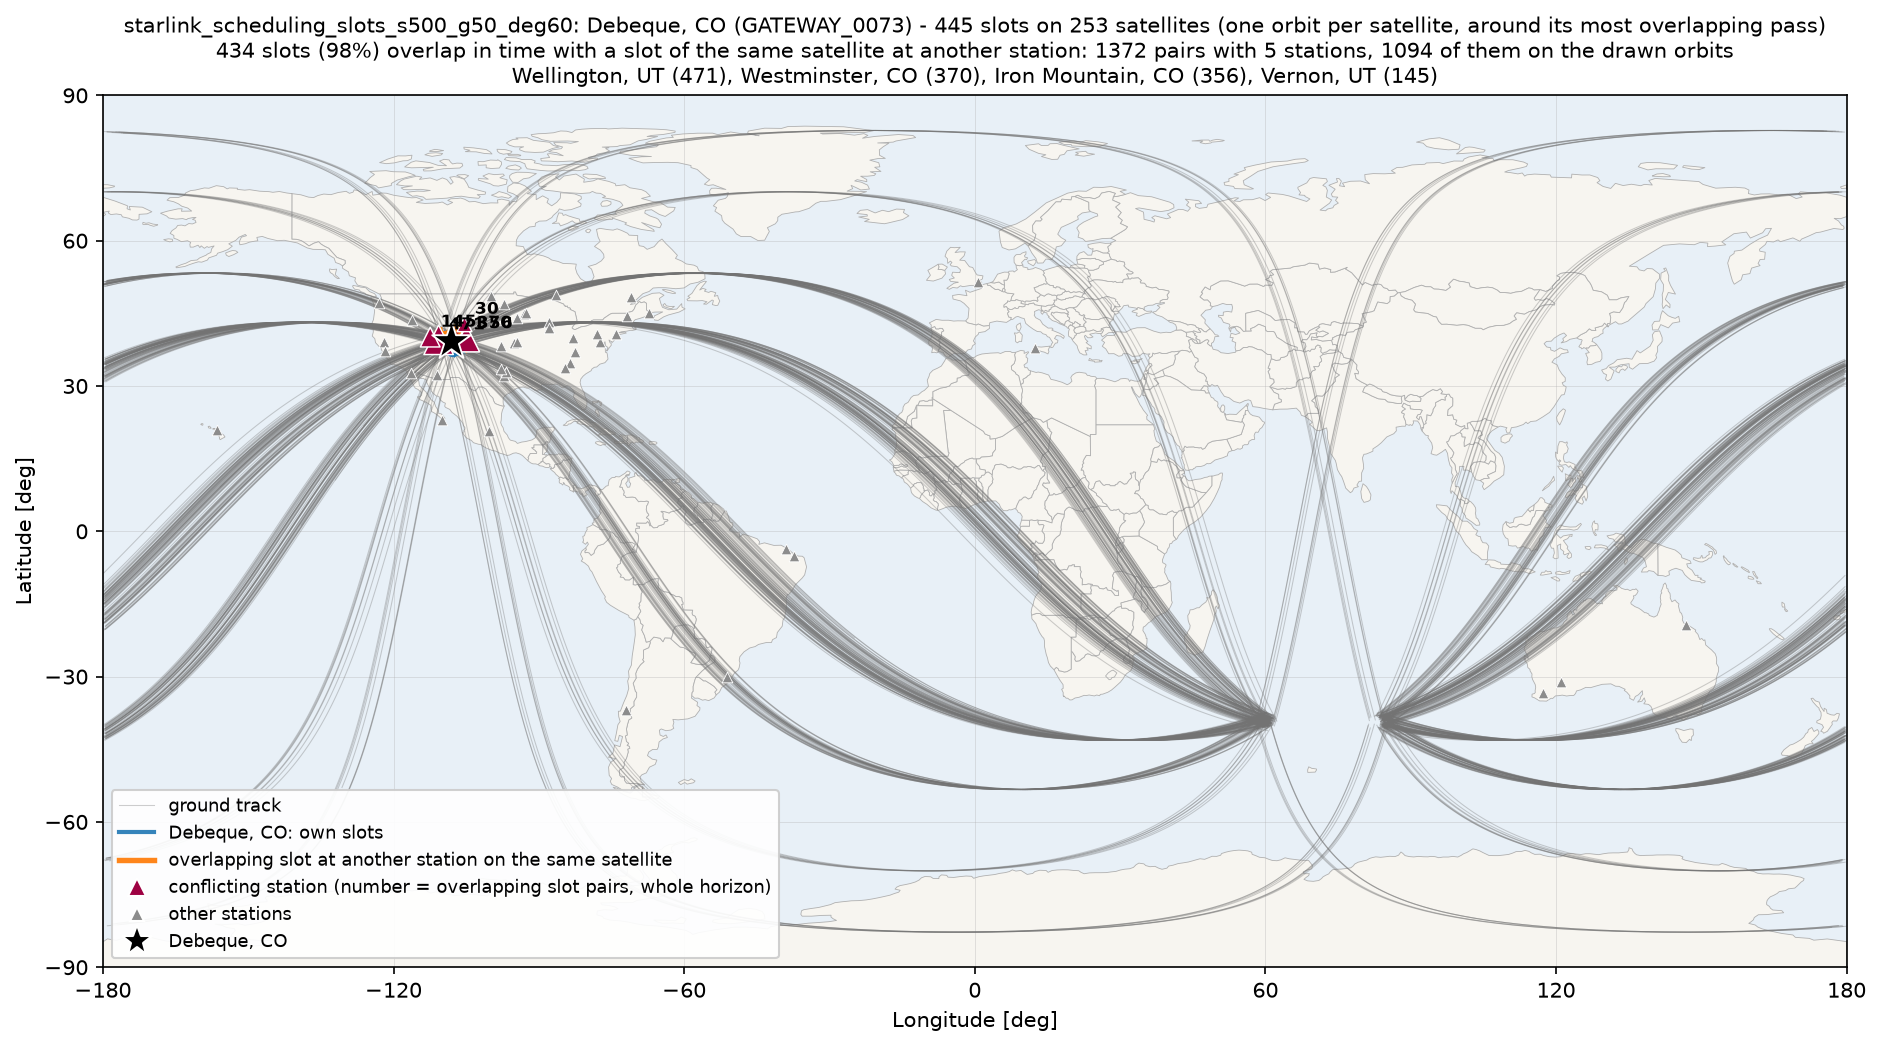 starlink_scheduling_slots_s500_g50_deg60: Debeque, CO (GATEWAY_0073) - 445 slots on 253 satellites (one orbit per satellite, around its most overlapping pass)
434 slots (98%) overlap in time with a slot of the same satellite at another station: 1372 pairs with 5 stations, 1094 of them on the drawn orbits
Wellington, UT (471), Westminster, CO (370), Iron Mountain, CO (356), Vernon, UT (145)
90
60
30
0
−30
−60
−90
Latitude [deg]
30
ground track
Debeque, CO: own slots
overlapping slot at another station on the same satellite
conflicting station (number = overlapping slot pairs, whole horizon)
other stations
Debeque, CO
−180
−120
−60
0
60
120
180
Longitude [deg]